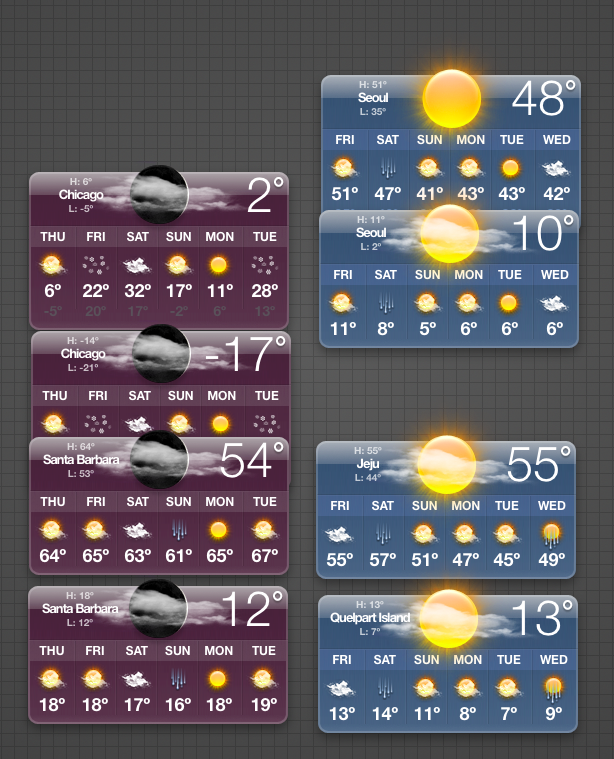 H: 51°
Seoul
L: 35°
48°
FRI SAT SUN MON TUE WED
51° 47° 41° 43° 43° 42°
H: 11°
Seoul
L: 2°
10°
FRI SAT SUN MON TUE WED
11° 8° 5° 6° 6° 6°
H: 6°
Chicago
L: -5°
2°
THU FRI SAT SUN MON TUE
6° 22° 32° 17° 11° 28°
-5° 20° 17° -2° 6° 13°
H: -14°
Chicago
L: -21°
-17°
THU FRI SAT SUN MON TUE
H: 64°
Santa Barbara
L: 53°
54°
THU FRI SAT SUN MON TUE
64° 65° 63° 61° 65° 67°
H: 55°
Jeju
L: 44°
55°
FRI SAT SUN MON TUE WED
55° 57° 51° 47° 45° 49°
H: 18°
Santa Barbara
L: 12°
12°
THU FRI SAT SUN MON TUE
18° 18° 17° 16° 18° 19°
H: 13°
Quelpart Island
L: 7°
13°
FRI SAT SUN MON TUE WED
13° 14° 11° 8° 7° 9°